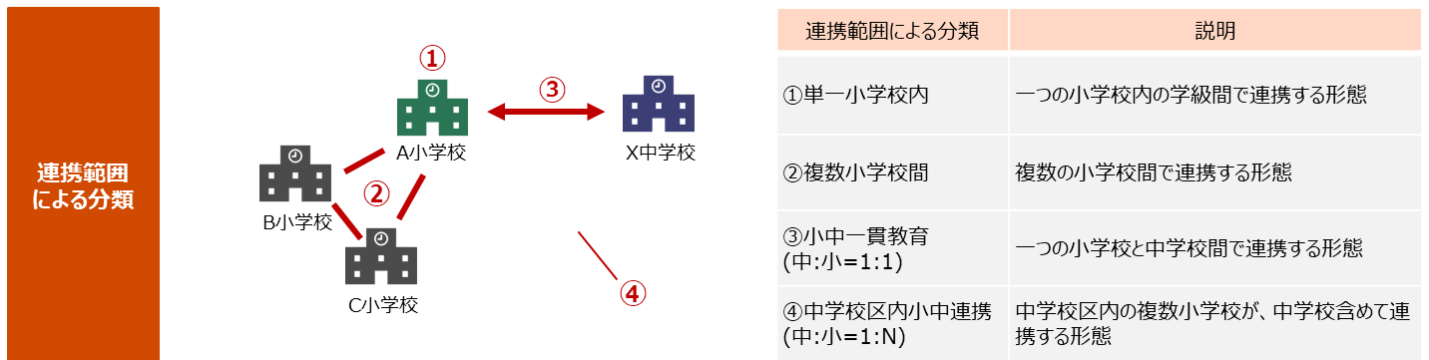 連携範囲
による分類
①
③
A小学校
X中学校
②
B小学校
C小学校
④
連携範囲による分類
説明
①単一小学校内
一つの小学校内の学級間で連携する形態
②複数小学校間
複数の小学校間で連携する形態
③小中一貫教育
(中:小=1:1)
一つの小学校と中学校間で連携する形態
④中学校区内小中連携
(中:小=1:N)
中学校区内の複数小学校が、中学校含めて連
携する形態